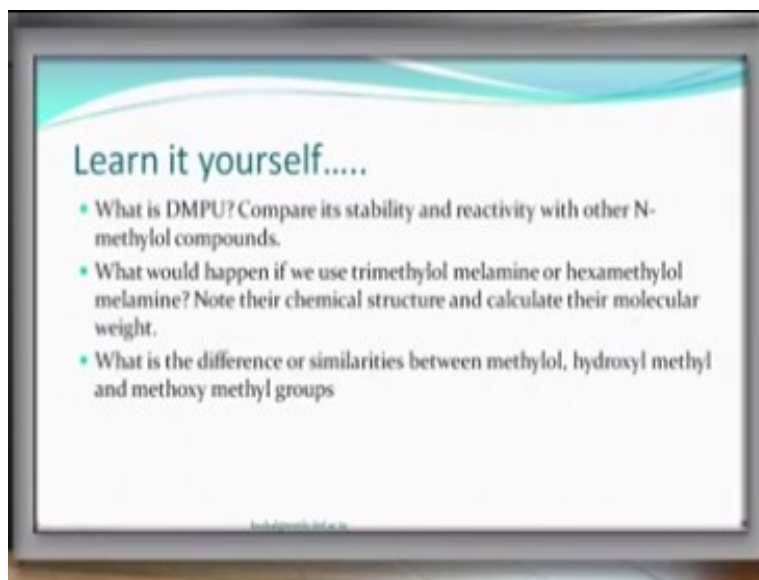 Learn it yourself.....
• What is DMPU? Compare its stability and reactivity with other N-
methylol compounds.
• What would happen if we use trimethylol melamine or hexamethylol
melamine? Note their chemical structure and calculate their molecular
weight.
• What is the difference or similarities between methylol, hydroxyl methyl
and methoxy methyl groups